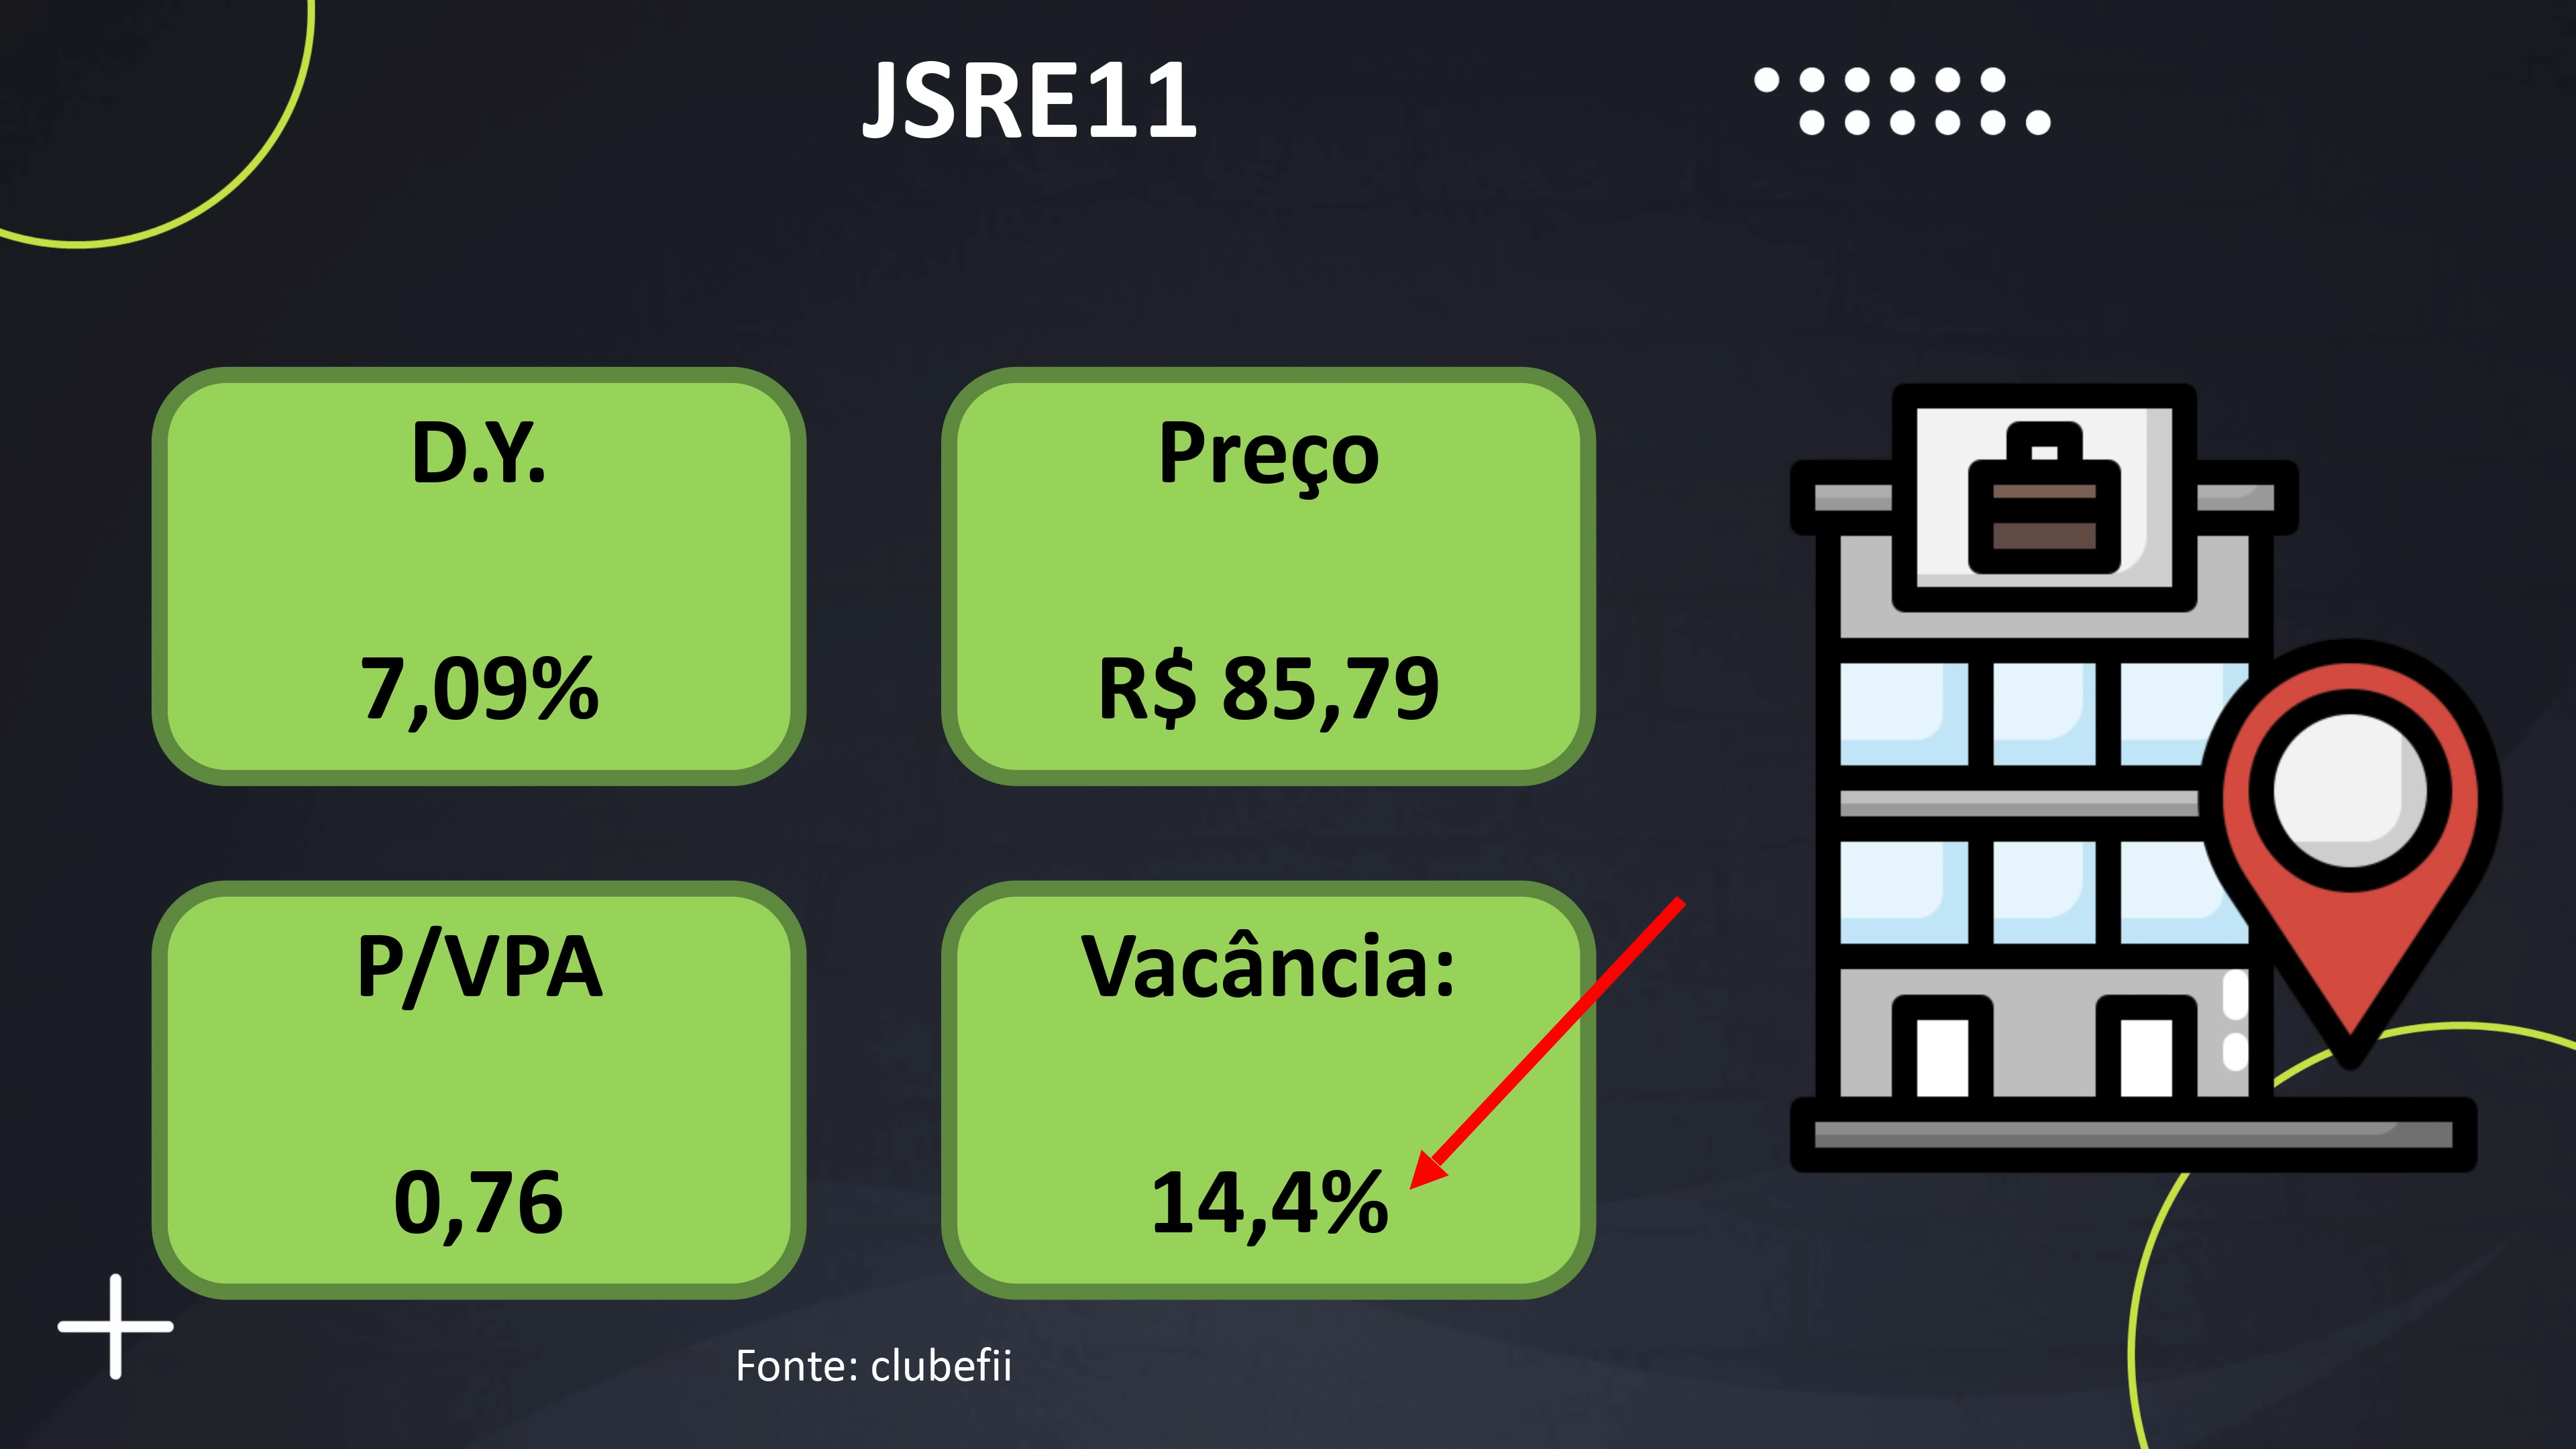 JSRE11
D.Y.
7,09%
Preço
R$ 85,79
P/VPA
0,76
Vacância:
14,4%
Fonte: clubefii